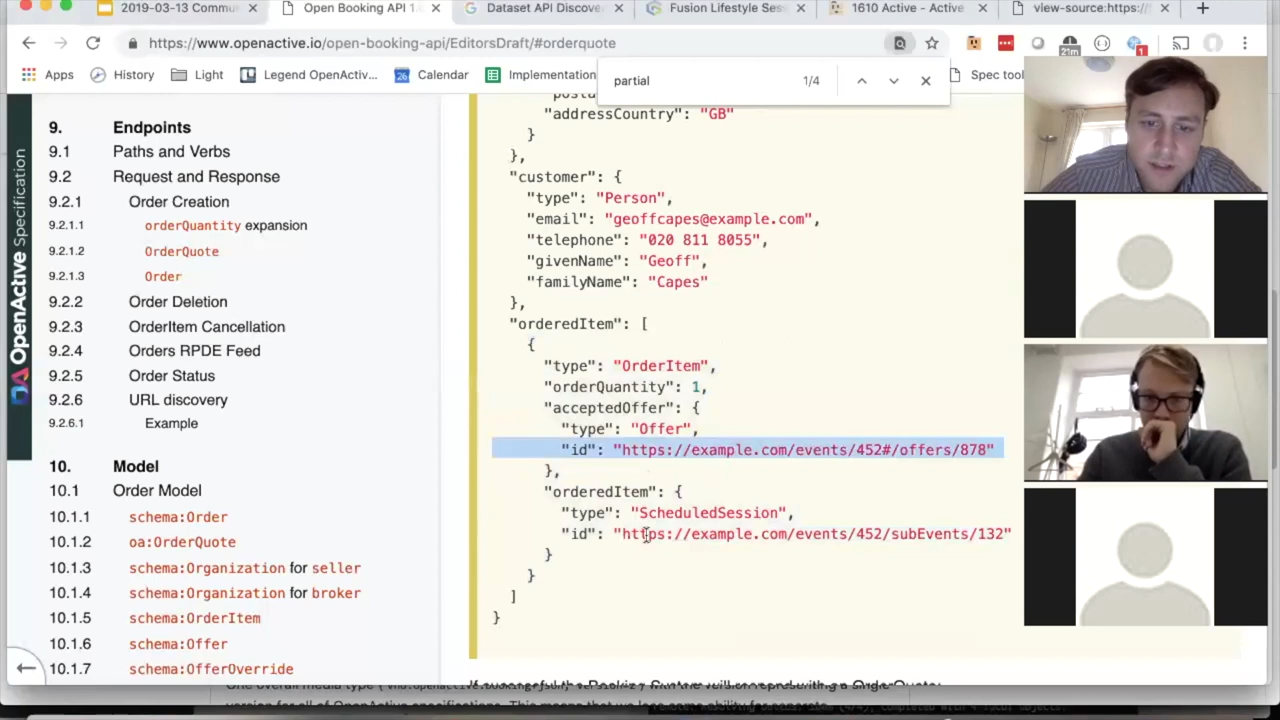 2019-03-13 Commu
Open Booking API 1
Dataset API Discove
Fusion Lifestyle Ses
1610 Active - Active
view-source:https://
https://www.openactive.io/open-booking-api/EditorsDraft/#orderquote
21m
1
Apps
History
Light
Legend OpenActiv...
26
Calendar
Implementation
partial
1/4
Spec tool
OpenActive Specification
9. Endpoints
9.1 Paths and Verbs
9.2 Request and Response
9.2.1 Order Creation
9.2.1.1 orderQuantity expansion
9.2.1.2 OrderQuote
9.2.1.3 Order
9.2.2 Order Deletion
9.2.3 OrderItem Cancellation
9.2.4 Orders RPDE Feed
9.2.5 Order Status
9.2.6 URL discovery
9.2.6.1 Example
10. Model
10.1 Order Model
10.1.1 schema:Order
10.1.2 oa:OrderQuote
10.1.3 schema:Organization for seller
10.1.4 schema:Organization for broker
10.1.5 schema:OrderItem
10.1.6 schema:Offer
10.1.7 schema:OfferOverride
"addressCountry": "GB"
}
},
"customer": {
"type": "Person",
"email": "geoffcapes@example.com",
"telephone": "020 811 8055",
"givenName": "Geoff",
"familyName": "Capes"
},
"orderedItem": [
{
"type": "OrderItem",
"orderQuantity": 1,
"acceptedOffer": {
"type": "Offer",
"id": "https://example.com/events/452#/offers/878"
},
"orderedItem": {
"type": "ScheduledSession",
"id": "https://example.com/events/452/subEvents/132"
}
}
]
}